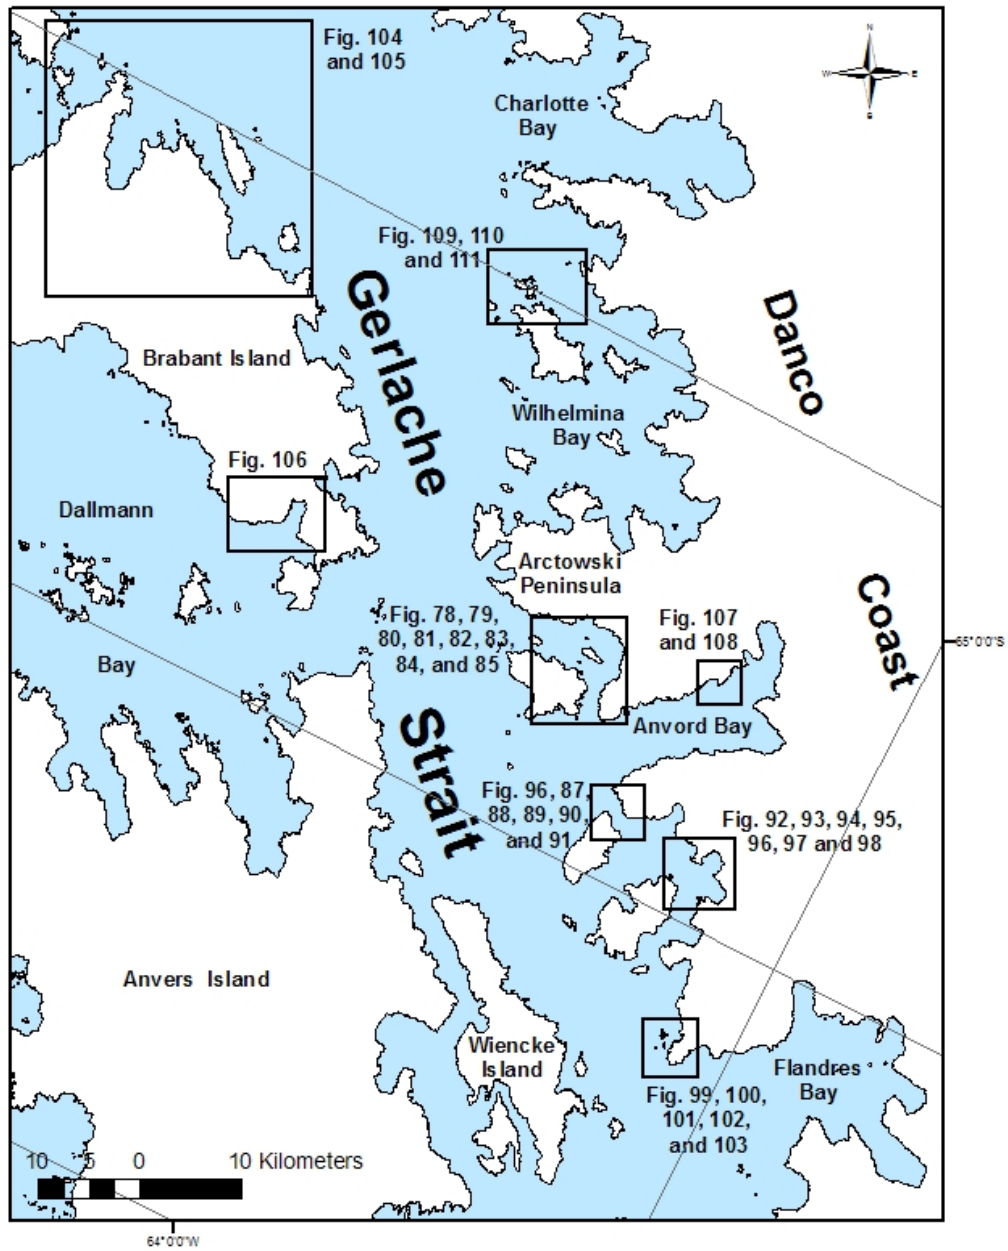 Fig. 104
and 105
N
W
E
S
Charlotte
Bay
Fig. 109, 110
and 111
Gerlache
Danco
Brabant Island
Wilhelmina
Bay
Fig. 106
Dallmann
Arctowski
Peninsula
Coast
Fig. 78, 79,
80, 81, 82, 83,
84, and 85
Fig. 107
and 108
65°0'0"S
Bay
Anvord Bay
Strait
Fig. 96, 87,
88, 89, 90,
and 91
Fig. 92, 93, 94, 95,
96, 97 and 98
Anvers Island
Wiencke
Island
Flandres
Bay
Fig. 99, 100,
101, 102,
and 103
10 5 0 10 Kilometers
64°0'0"W